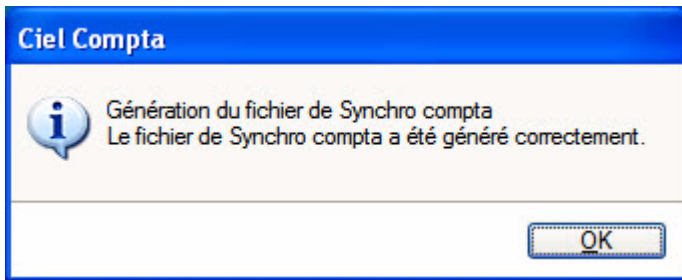 Ciel Compta
Génération du fichier de Synchro compta
Le fichier de Synchro compta a été généré correctement.
OK